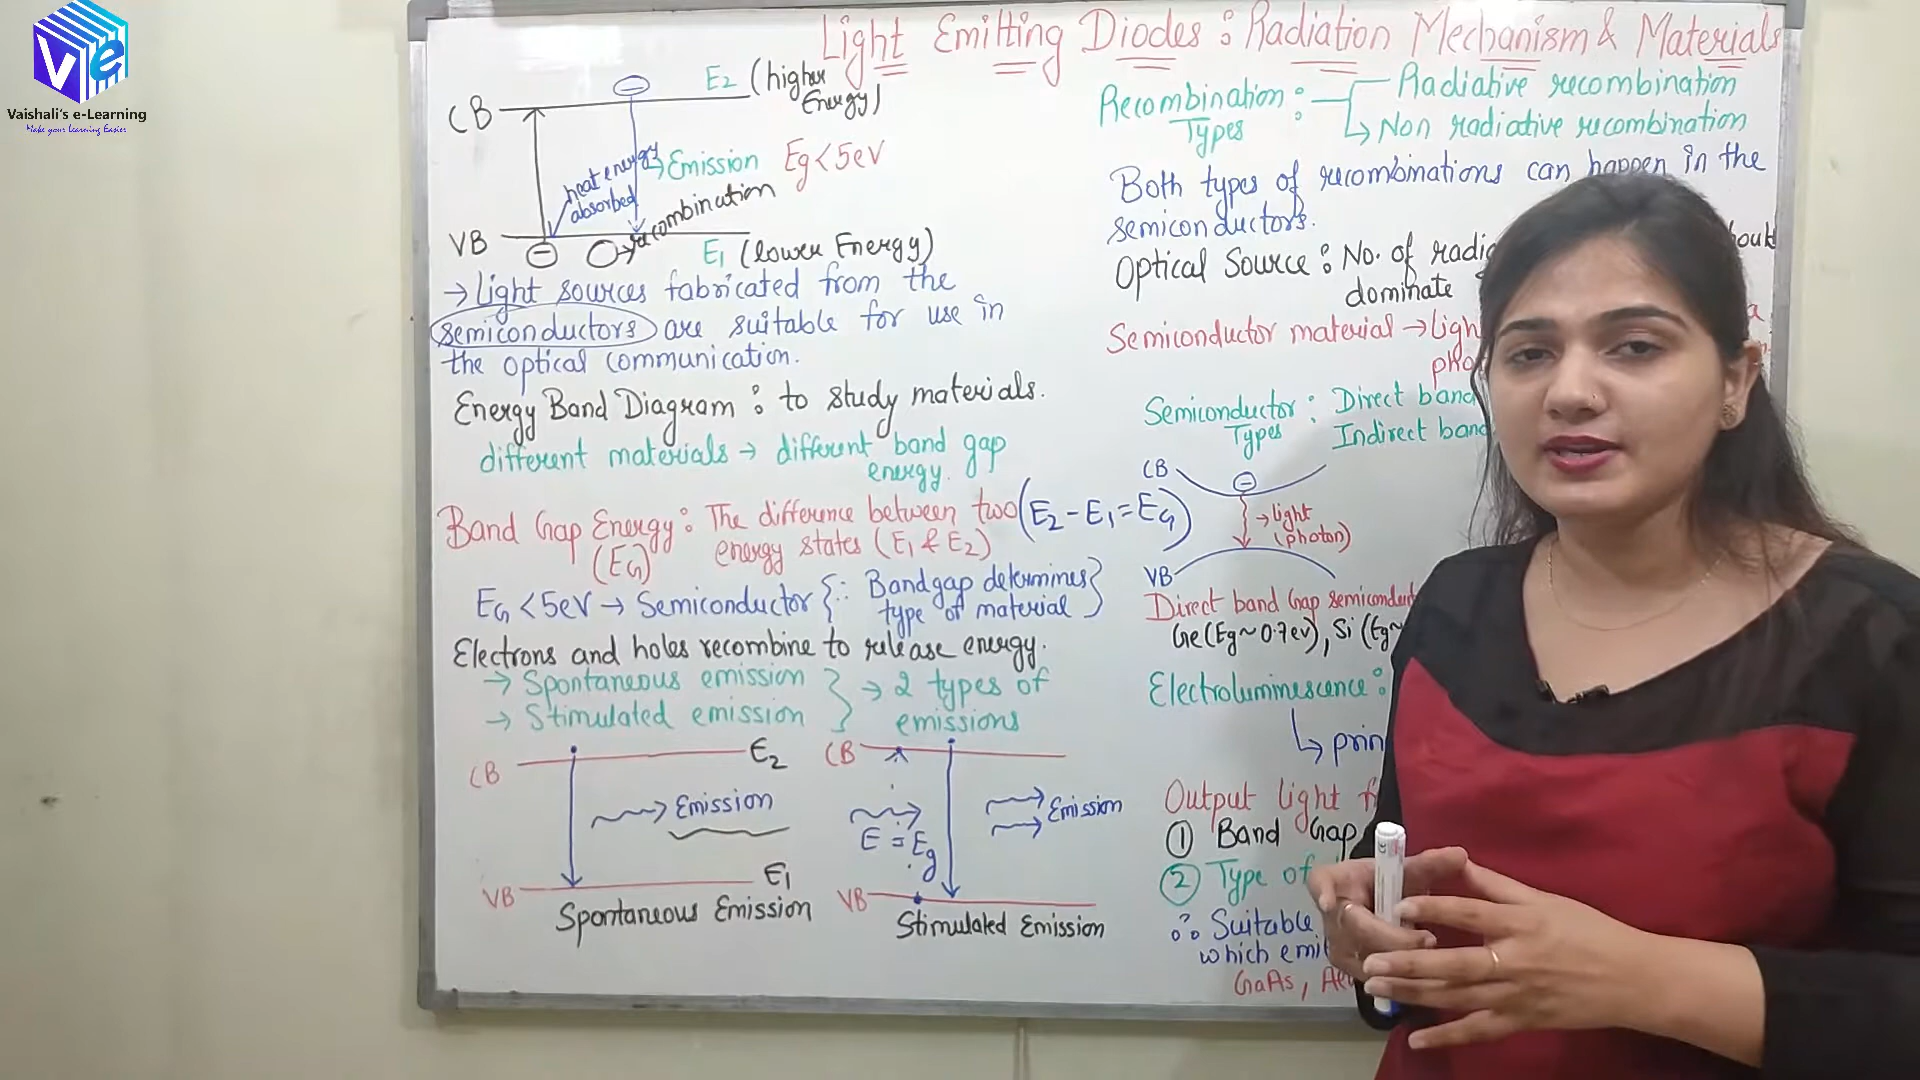 Ve
Vaishali's e-Learning
Make your Learning Easier
Light Emitting Diodes : Radiation Mechanism & Materials
E2 (higher
Energy)
CB
heat energy
absorbed
Emission Eg<5eV
recombination
VB
E1 (lower Energy)
→ Light sources fabricated from the
semiconductors are suitable for use in
the optical communication.
Energy Band Diagram : to study materials.
different materials → different band gap
energy.
Band Gap Energy : The difference between two (E2 - E1 = EG)
(EG) energy states (E1 & E2)
EG <5eV → Semiconductor {∴ Bandgap determines
type of material}
Electrons and holes recombine to release energy.
→ Spontaneous emission
→ Stimulated emission } → 2 types of
emissions
CB E2
Emission
VB E1
Spontaneous Emission
CB
E = Eg
Emission
VB
Stimulated Emission
Recombination : Radiative recombination
Types → Non radiative recombination
Both types of recombinations can happen in the
semiconductors.
Optical Source : No. of
dominate
Semiconductor material →
Semiconductor : Direct band
Types Indirect band
CB
→ light
(photon)
VB
Direct band Gap
Ge(Eg~0.7ev), Si (Eg~
Electroluminescence :
Output light
① Band Gap
② Type of
∴ Suitable
which
GaAs,